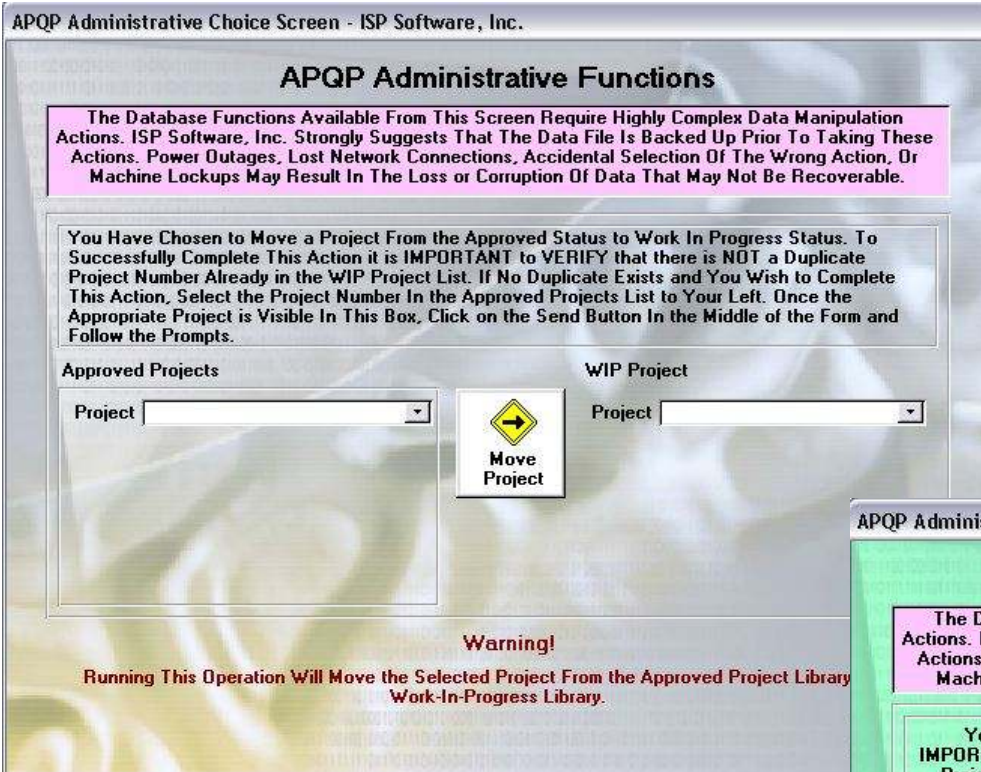 APQP Administrative Choice Screen - ISP Software, Inc.
APQP Administrative Functions
The Database Functions Available From This Screen Require Highly Complex Data Manipulation
Actions. ISP Software, Inc. Strongly Suggests That The Data File Is Backed Up Prior To Taking These
Actions. Power Outages, Lost Network Connections, Accidental Selection Of The Wrong Action, Or
Machine Lockups May Result In The Loss or Corruption Of Data That May Not Be Recoverable.
You Have Chosen to Move a Project From the Approved Status to Work In Progress Status. To
Successfully Complete This Action it is IMPORTANT to VERIFY that there is NOT a Duplicate
Project Number Already in the WIP Project List. If No Duplicate Exists and You Wish to Complete
This Action, Select the Project Number In the Approved Projects List to Your Left. Once the
Appropriate Project is Visible In This Box, Click on the Send Button In the Middle of the Form and
Follow the Prompts.
Approved Projects
WIP Project
Project
Move
Project
Project
Warning!
Running This Operation Will Move the Selected Project From the Approved Project Library
Work-In-Progress Library.
APQP Admini
The D
Actions.
Actions
Mach
Yo
IMPOR